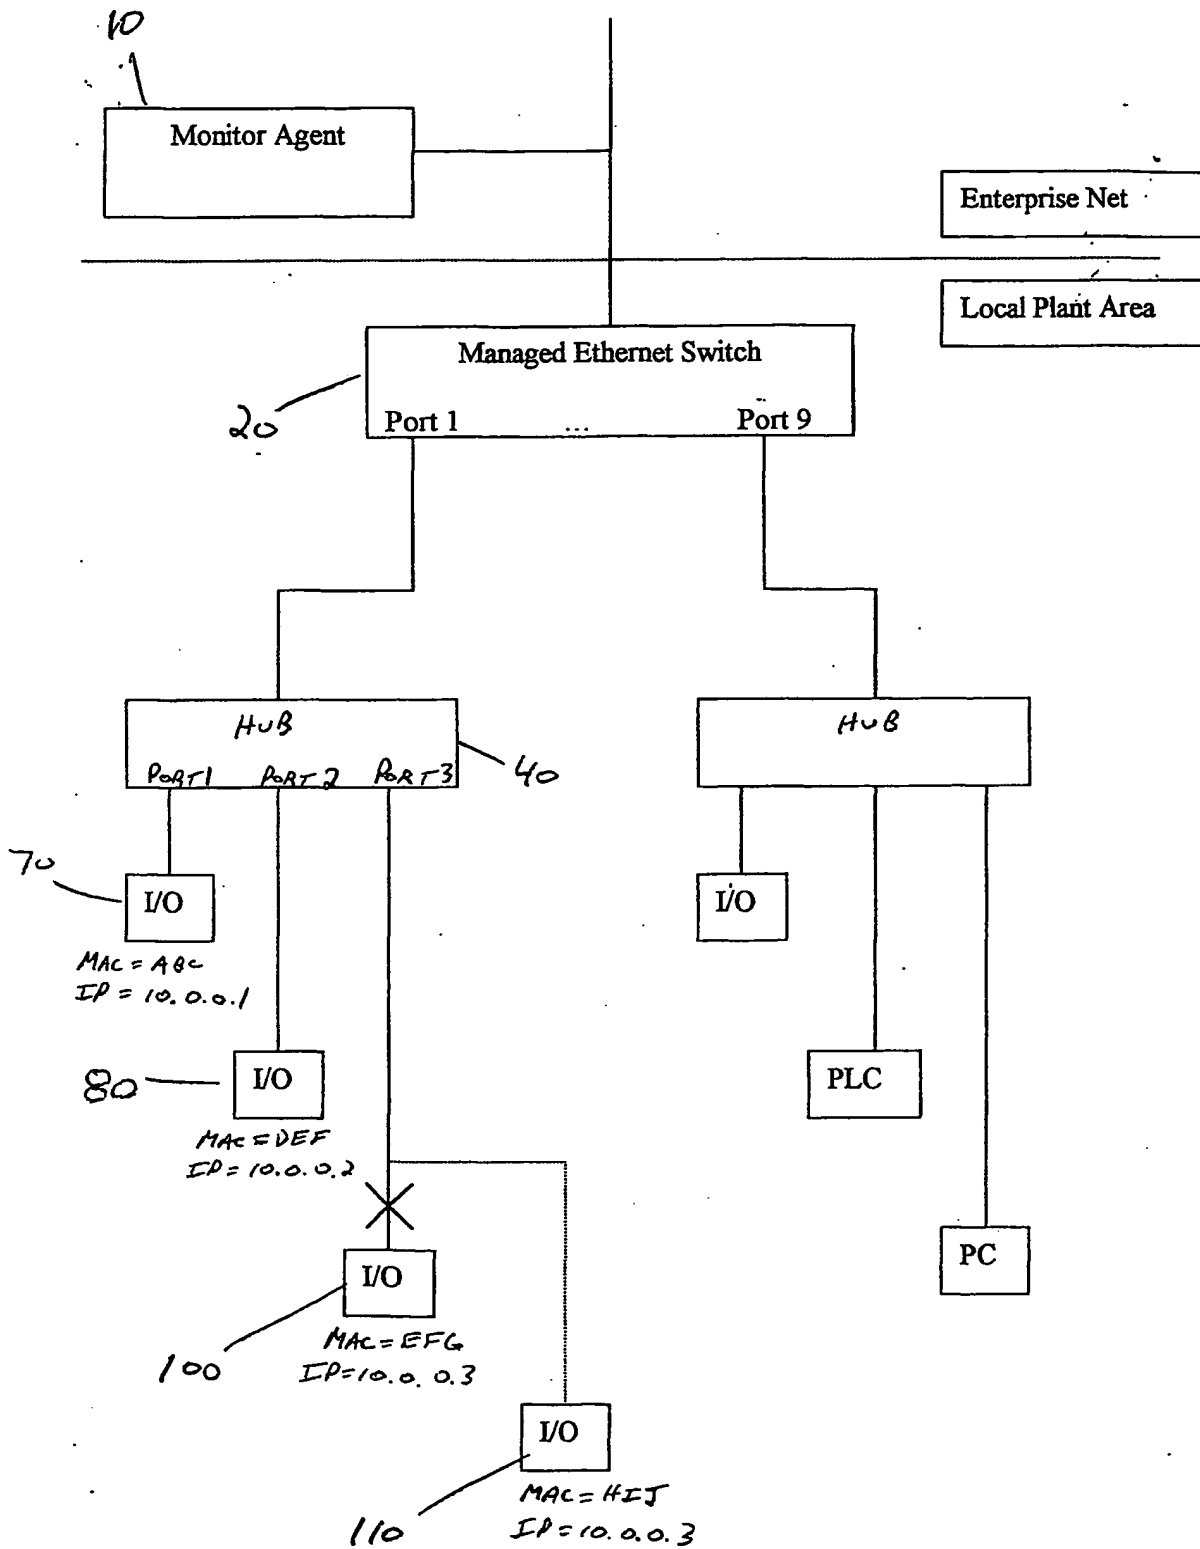 10
Monitor Agent
Enterprise Net
Local Plant Area
Managed Ethernet Switch
20
Port 1 ... Port 9
HUB
PORT1 PORT2 PORT3
40
HUB
70
I/O
MAC = ABC
IP = 10.0.0.1
I/O
80
I/O
MAC = DEF
IP = 10.0.0.2
PLC
I/O
100
MAC = EFG
IP = 10.0.0.3
PC
I/O
110
MAC = HIJ
IP = 10.0.0.3